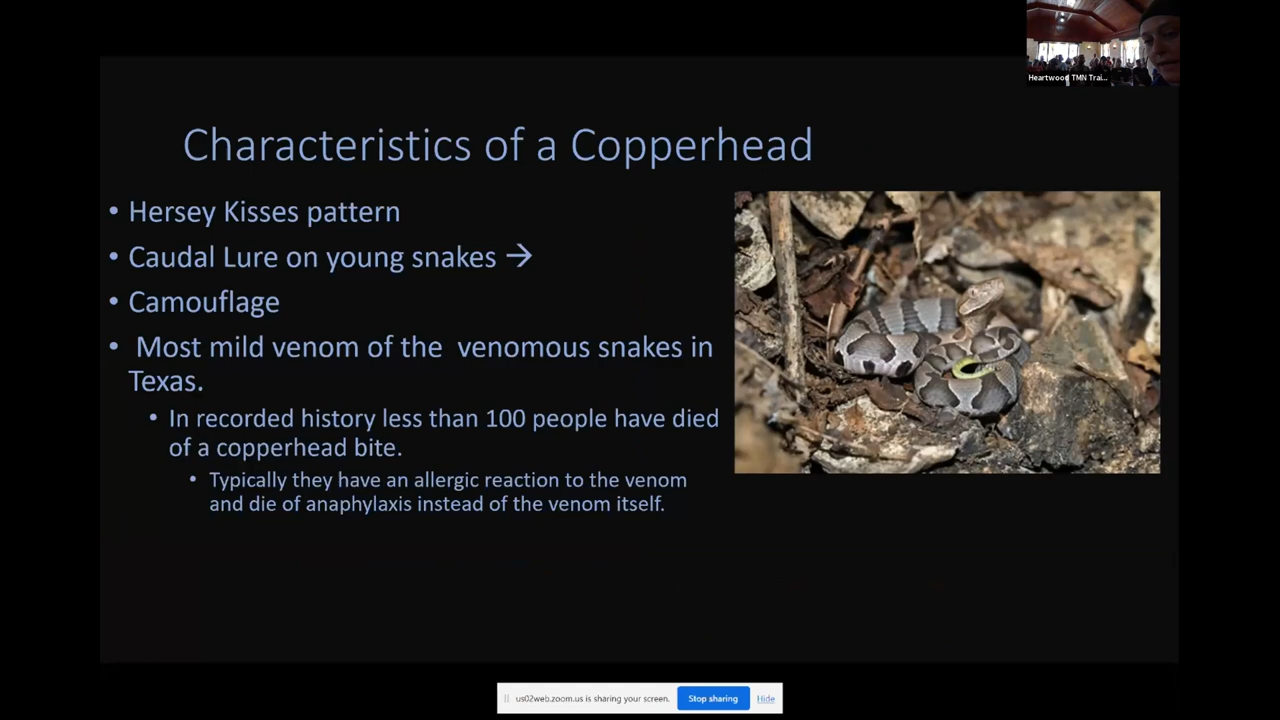 Heartwood TMN Trai...
Characteristics of a Copperhead
• Hersey Kisses pattern
• Caudal Lure on young snakes →
• Camouflage
• Most mild venom of the venomous snakes in
Texas.
• In recorded history less than 100 people have died
of a copperhead bite.
• Typically they have an allergic reaction to the venom
and die of anaphylaxis instead of the venom itself.
us02web.zoom.us is sharing your screen. Stop sharing Hide